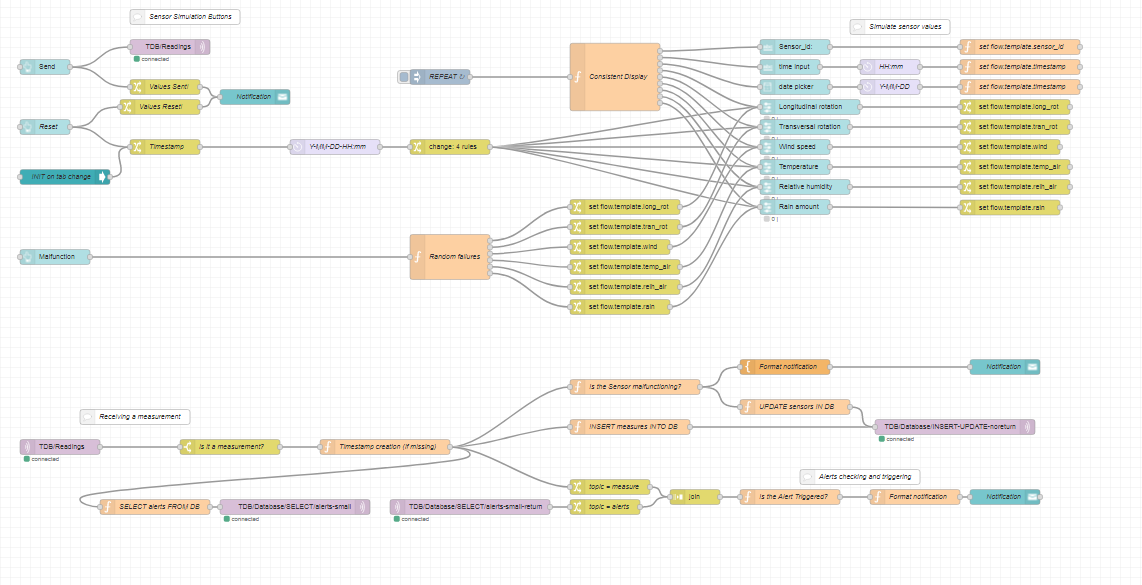 Sensor Simulation Buttons
Simulate sensor values
TDB/Readings
connected
Send
Values Sent!
Values Reset!
Notification
Reset
Timestamp
INIT on tap change
Y-M/M-DD-HH:mm
change: 4 rules
REPEAT ↻
Consistent Display
Sensor_id:
set flow.template.sensor_id
time input
HH:mm
set flow.template.timestamp
date picker
Y-M/M-DD
set flow.template.timestamp
Longitudinal rotation
set flow.template.long_rot
Transversal rotation
set flow.template.tran_rot
Wind speed
set flow.template.wind
Temperature
set flow.template.temp_air
Relative humidity
set flow.template.relh_air
Rain amount
set flow.template.rain
Malfunction
Random failures
set flow.template.long_rot
set flow.template.tran_rot
set flow.template.wind
set flow.template.temp_air
set flow.template.relh_air
set flow.template.rain
Receiving a measurement
TDB/Readings
connected
Is it a measurement?
Timestamp creation (if missing)
Is the Sensor malfunctioning?
Format notification
Notification
UPDATE sensors IN DB
INSERT measures INTO DB
TDB/Database/INSERT-UPDATE-noreturn
connected
SELECT alerts FROM DB
TDB/Database/SELECT/alerts-small
connected
TDB/Database/SELECT/alerts-small-return
connected
topic = measure
topic = alerts
join
Alerts checking and triggering
Is the Alert Triggered?
Format notification
Notification